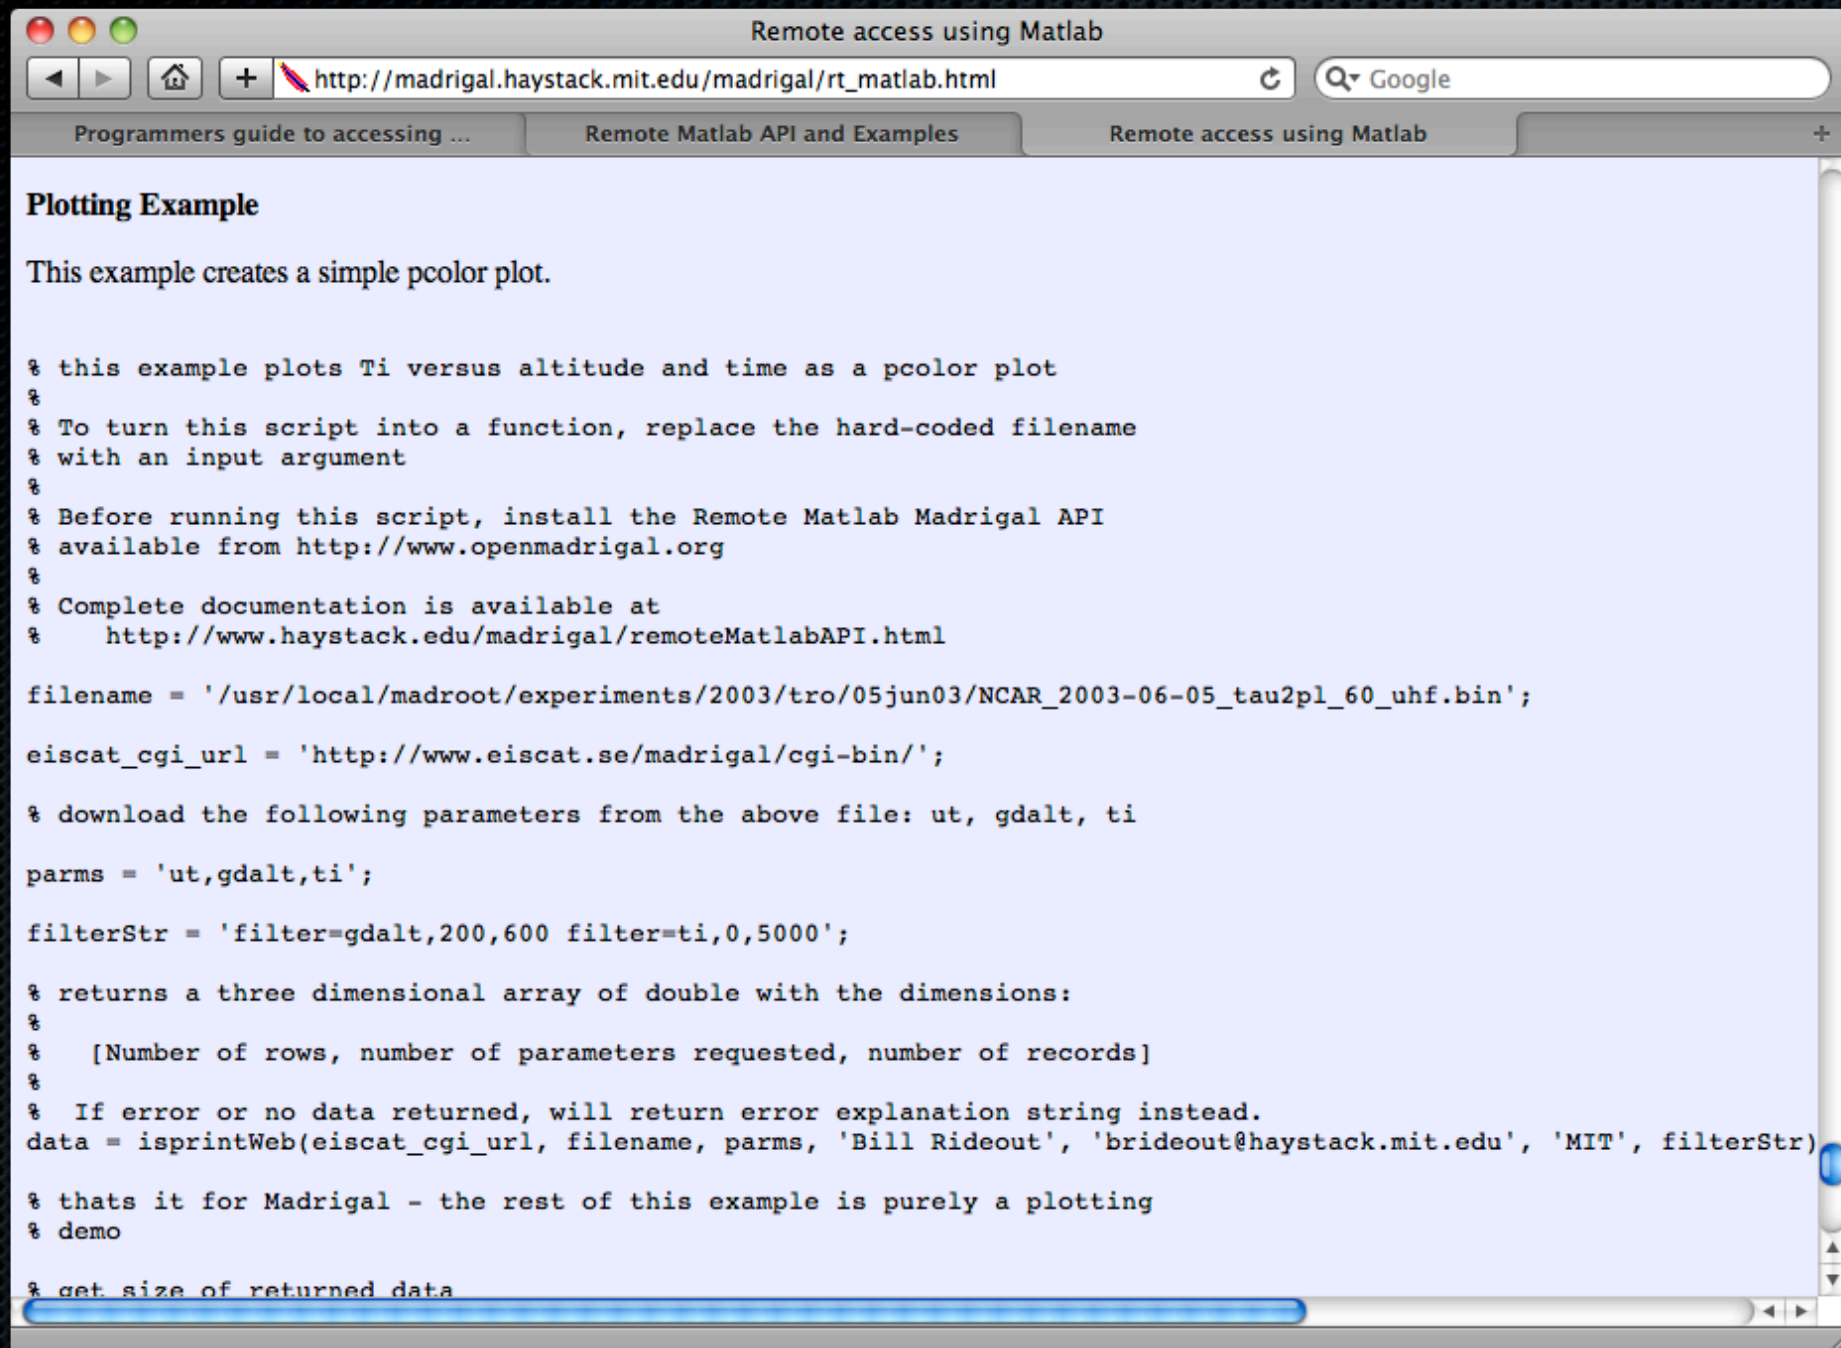 Remote access using Matlab
http://madrigal.haystack.mit.edu/madrigal/rt_matlab.html
Google
Programmers guide to accessing ...
Remote Matlab API and Examples
Remote access using Matlab
Plotting Example
This example creates a simple pcolor plot.
% this example plots Ti versus altitude and time as a pcolor plot
%
% To turn this script into a function, replace the hard-coded filename
% with an input argument
%
% Before running this script, install the Remote Matlab Madrigal API
% available from http://www.openmadrigal.org
%
% Complete documentation is available at
%    http://www.haystack.edu/madrigal/remoteMatlabAPI.html
filename = '/usr/local/madroot/experiments/2003/tro/05jun03/NCAR_2003-06-05_tau2pl_60_uhf.bin';
eiscat_cgi_url = 'http://www.eiscat.se/madrigal/cgi-bin/';
% download the following parameters from the above file: ut, gdalt, ti
parms = 'ut,gdalt,ti';
filterStr = 'filter=gdalt,200,600 filter=ti,0,5000';
% returns a three dimensional array of double with the dimensions:
%
%   [Number of rows, number of parameters requested, number of records]
%
%  If error or no data returned, will return error explanation string instead.
data = isprintWeb(eiscat_cgi_url, filename, parms, 'Bill Rideout', 'brideout@haystack.mit.edu', 'MIT', filterStr)
% thats it for Madrigal - the rest of this example is purely a plotting
% demo
% get size of returned data